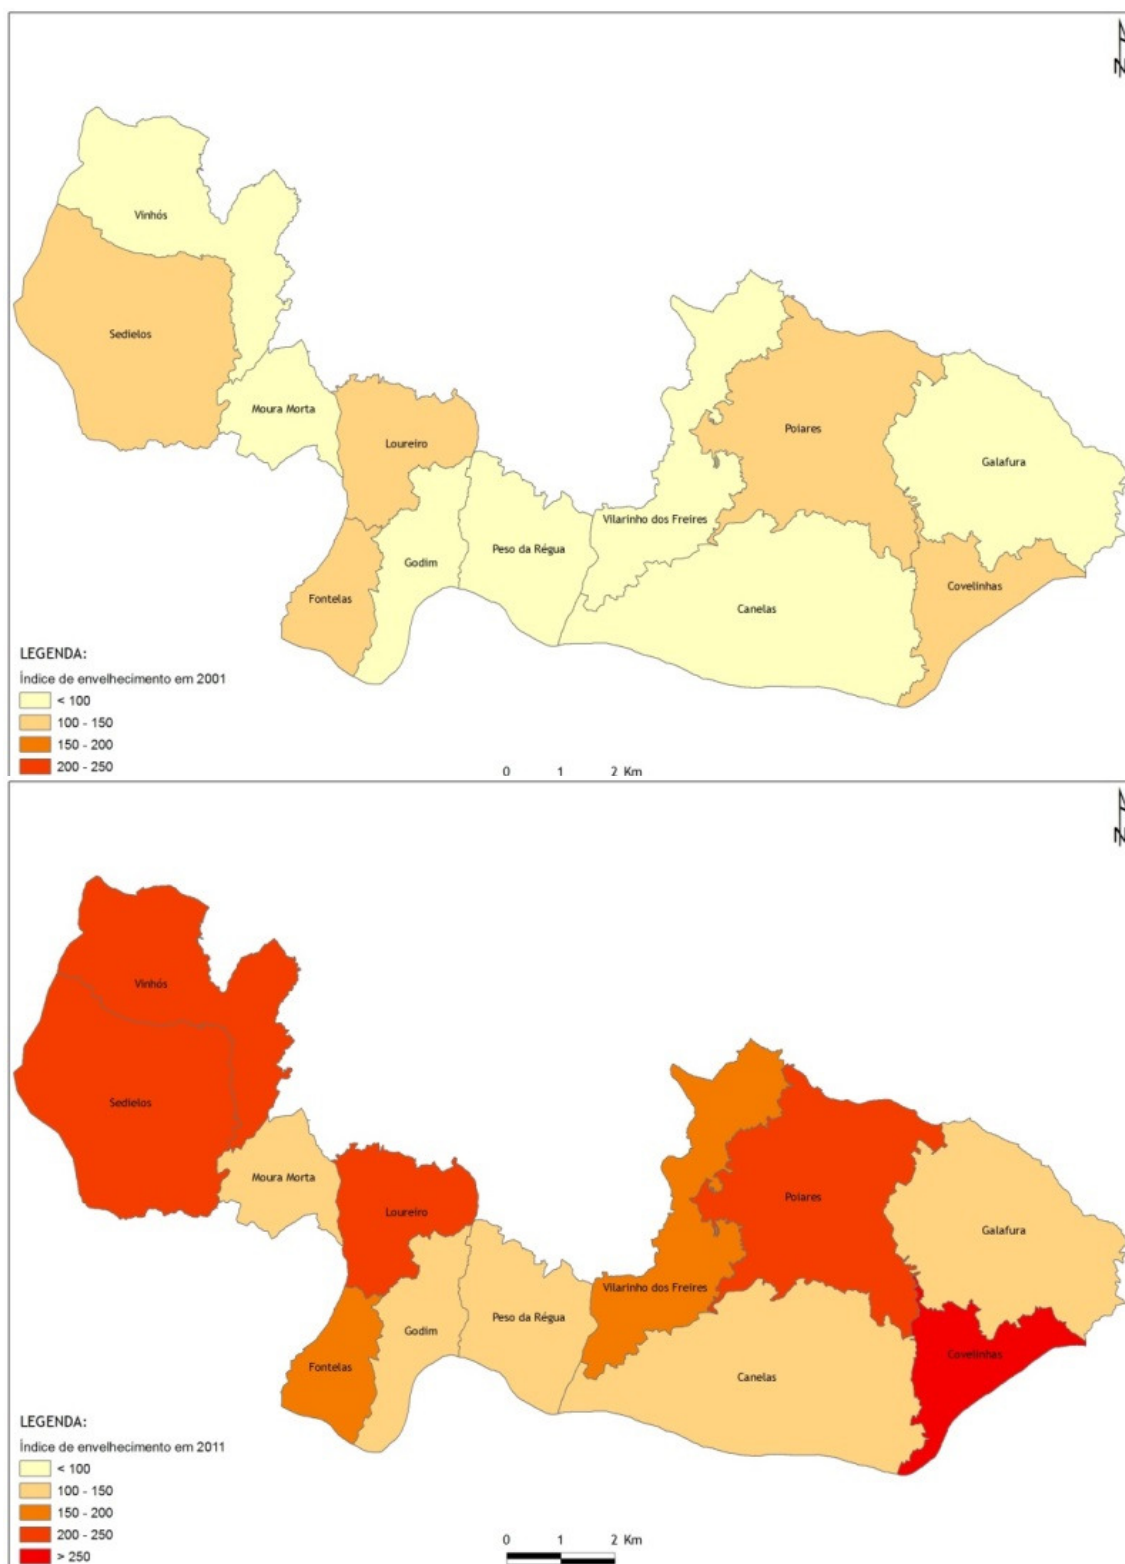 N
Vinhós
Sedielos
Moura Morta
Loureiro
Poiares
Galafura
Vilarinho dos Freires
Peso da Régua
Godim
Covelinhas
Fontelas
Canelas
LEGENDA:
Índice de envelhecimento em 2001
< 100
100 - 150
150 - 200
200 - 250
0 1 2 Km
N
Vinhós
Sedielos
Moura Morta
Loureiro
Poiares
Galafura
Vilarinho dos Freires
Peso da Régua
Godim
Covelinhas
Fontelas
Canelas
LEGENDA:
Índice de envelhecimento em 2011
< 100
100 - 150
150 - 200
200 - 250
> 250
0 1 2 Km